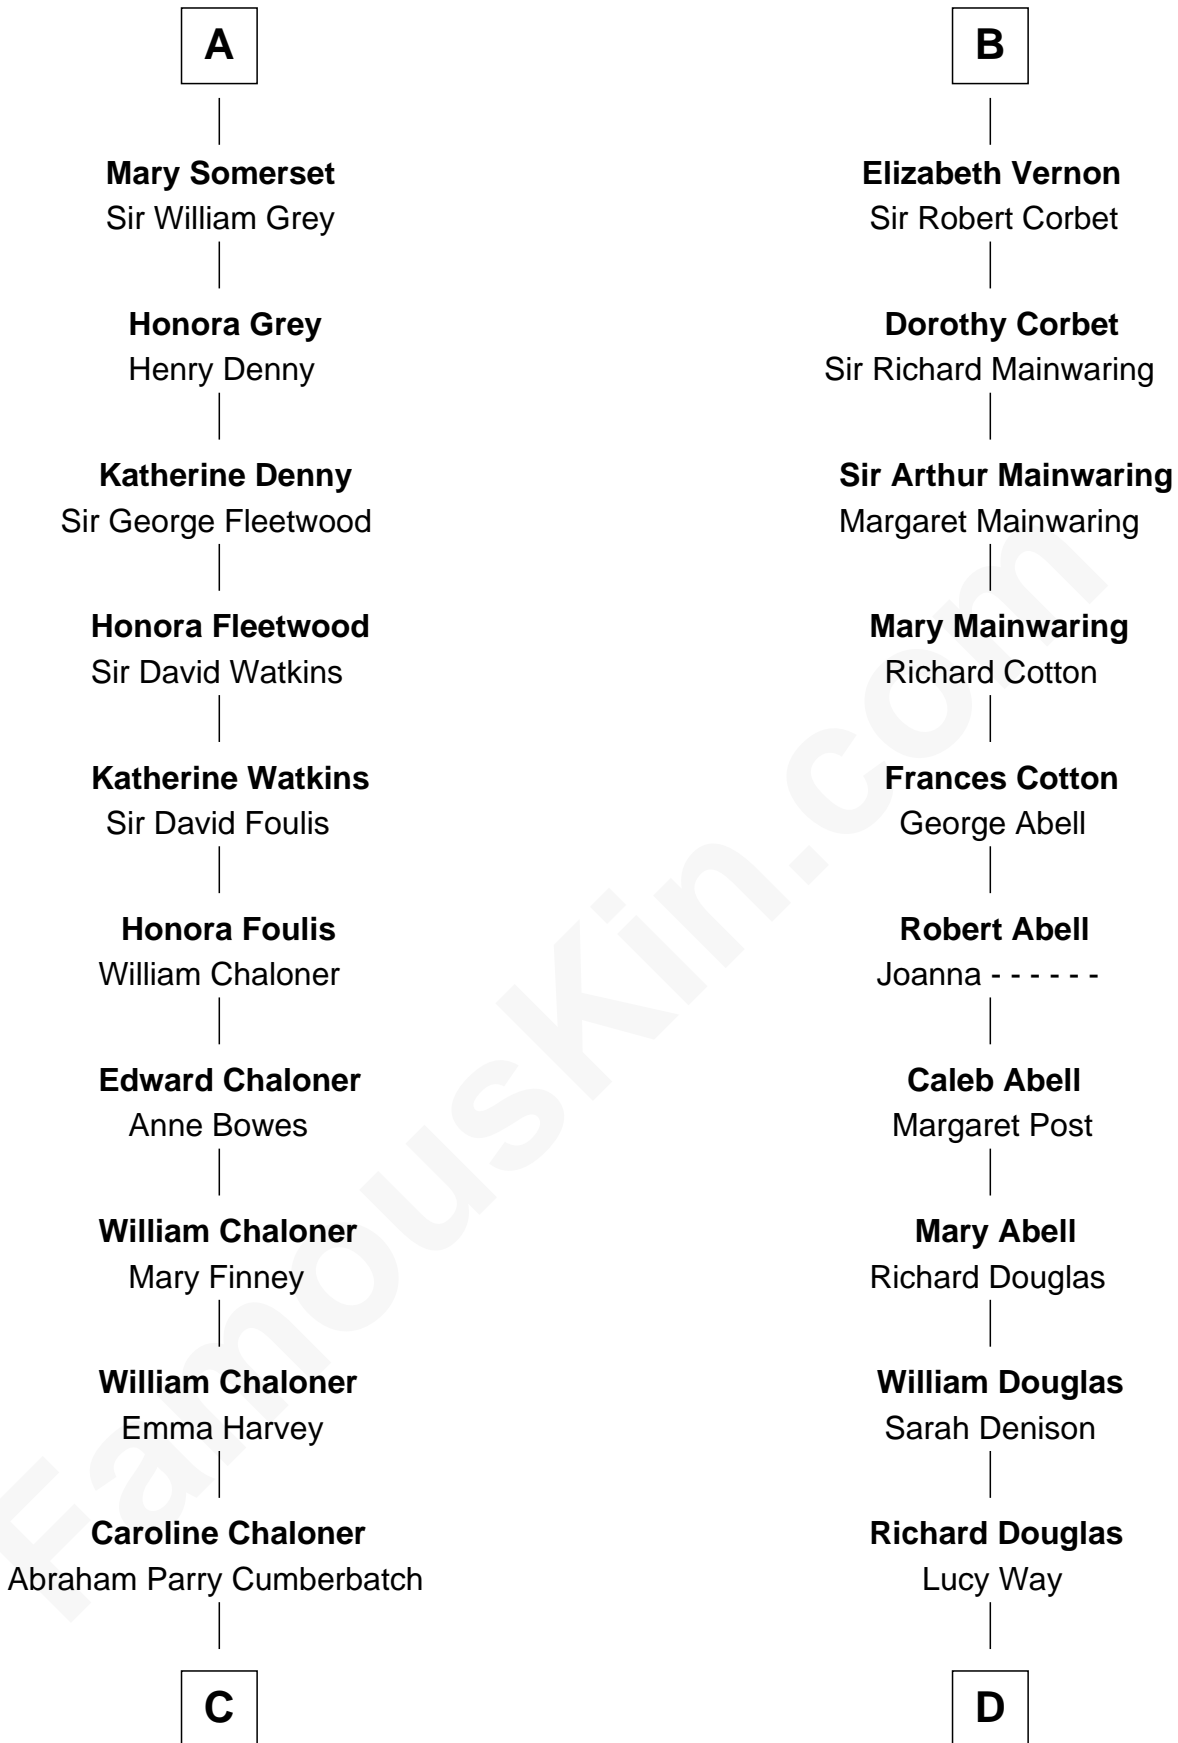 A
Mary Somerset
Sir William Grey
Honora Grey
Henry Denny
Katherine Denny
Sir George Fleetwood
Honora Fleetwood
Sir David Watkins
Katherine Watkins
Sir David Foulis
Honora Foulis
William Chaloner
Edward Chaloner
Anne Bowes
William Chaloner
Mary Finney
William Chaloner
Emma Harvey
Caroline Chaloner
Abraham Parry Cumberbatch
C
B
Elizabeth Vernon
Sir Robert Corbet
Dorothy Corbet
Sir Richard Mainwaring
Sir Arthur Mainwaring
Margaret Mainwaring
Mary Mainwaring
Richard Cotton
Frances Cotton
George Abell
Robert Abell
Joanna - - - - - -
Caleb Abell
Margaret Post
Mary Abell
Richard Douglas
William Douglas
Sarah Denison
Richard Douglas
Lucy Way
D
FamousKin.com